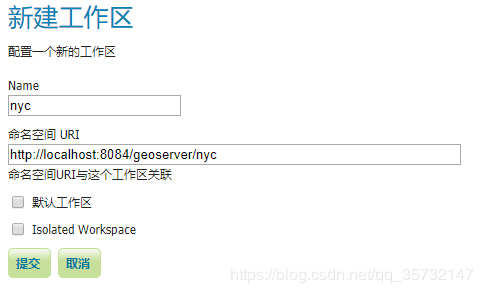 新建工作区
配置一个新的工作区
Name
nyc
命名空间 URI
http://localhost:8084/geoserver/nyc
命名空间URI与这个工作区关联
默认工作区
Isolated Workspace
提交 取消
https://blog.csdn.net/qq_35732147